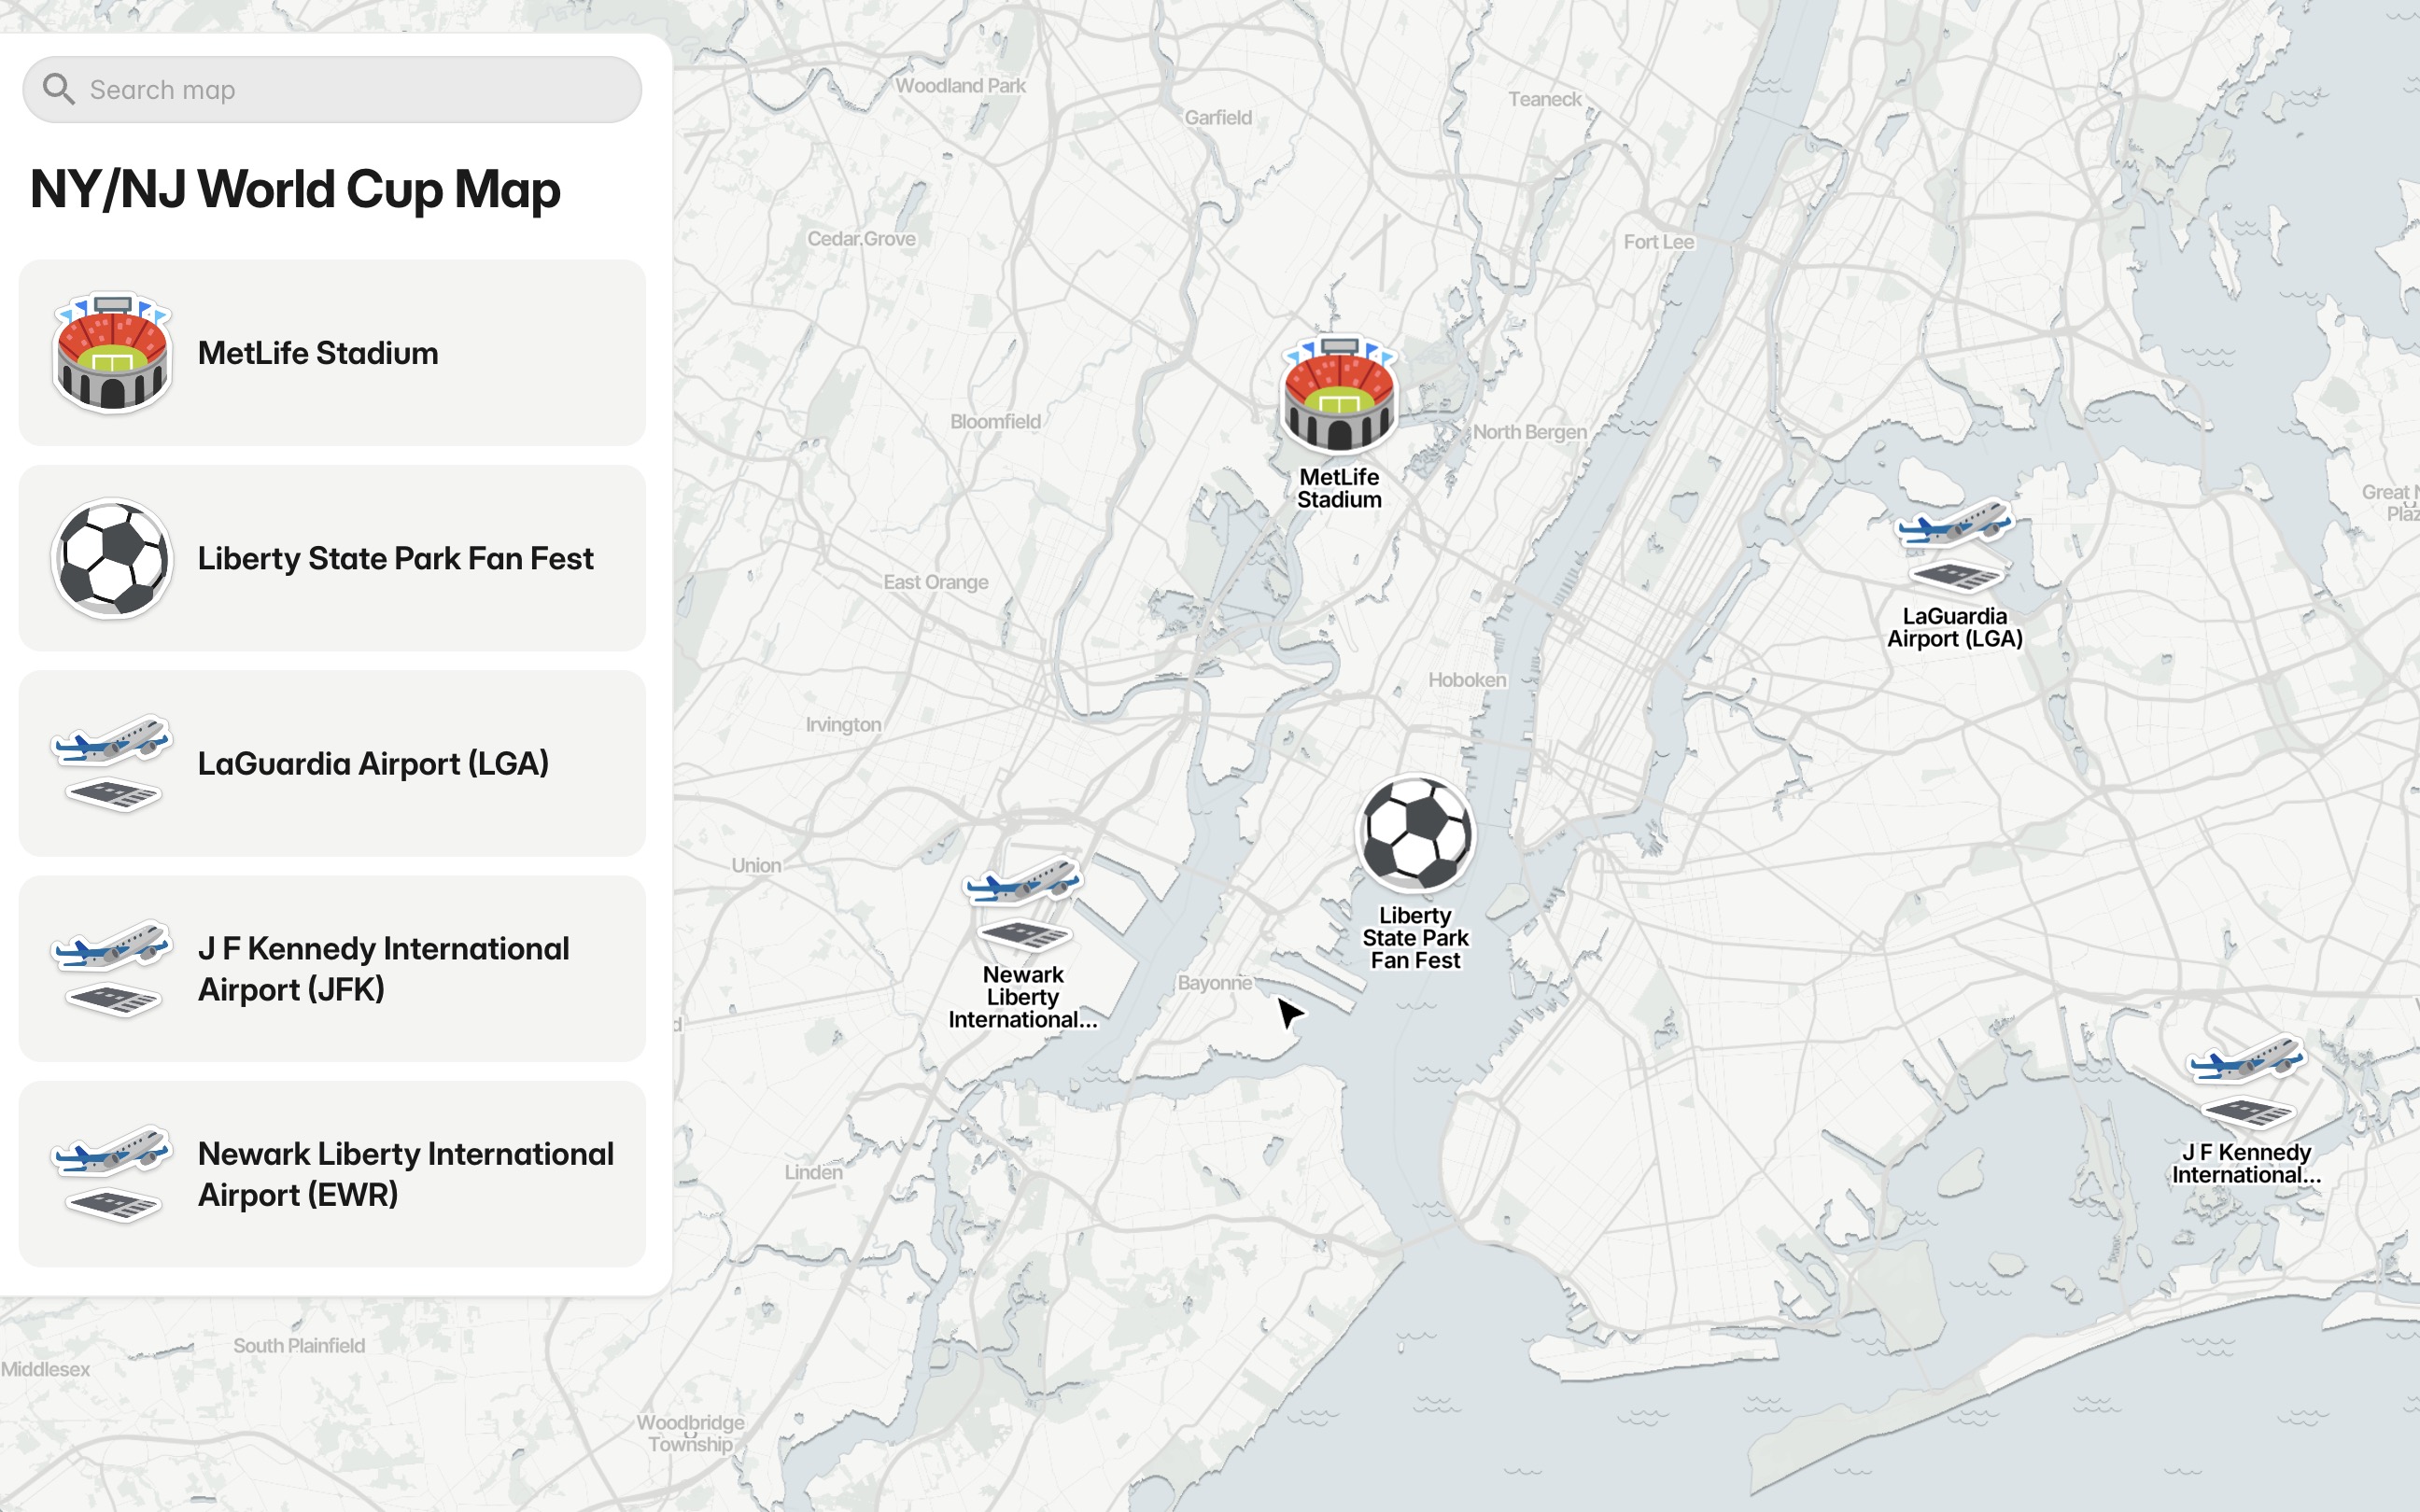 Search map
NY/NJ World Cup Map
MetLife Stadium
Liberty State Park Fan Fest
LaGuardia Airport (LGA)
J F Kennedy International
Airport (JFK)
Newark Liberty International
Airport (EWR)
Woodland Park
Garfield
Teaneck
Cedar Grove
Fort Lee
Bloomfield
North Bergen
MetLife
Stadium
East Orange
LaGuardia
Airport (LGA)
Hoboken
Irvington
Union
Liberty
State Park
Fan Fest
Newark
Liberty
International...
Bayonne
J F Kennedy
International...
Linden
South Plainfield
Middlesex
Woodbridge
Township